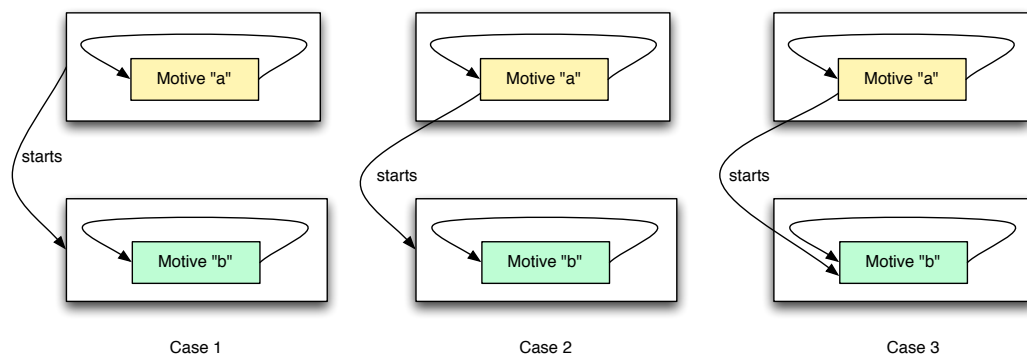 Motive "a"
Motive "a"
Motive "a"
starts
starts
starts
Motive "b"
Motive "b"
Motive "b"
Case 1
Case 2
Case 3